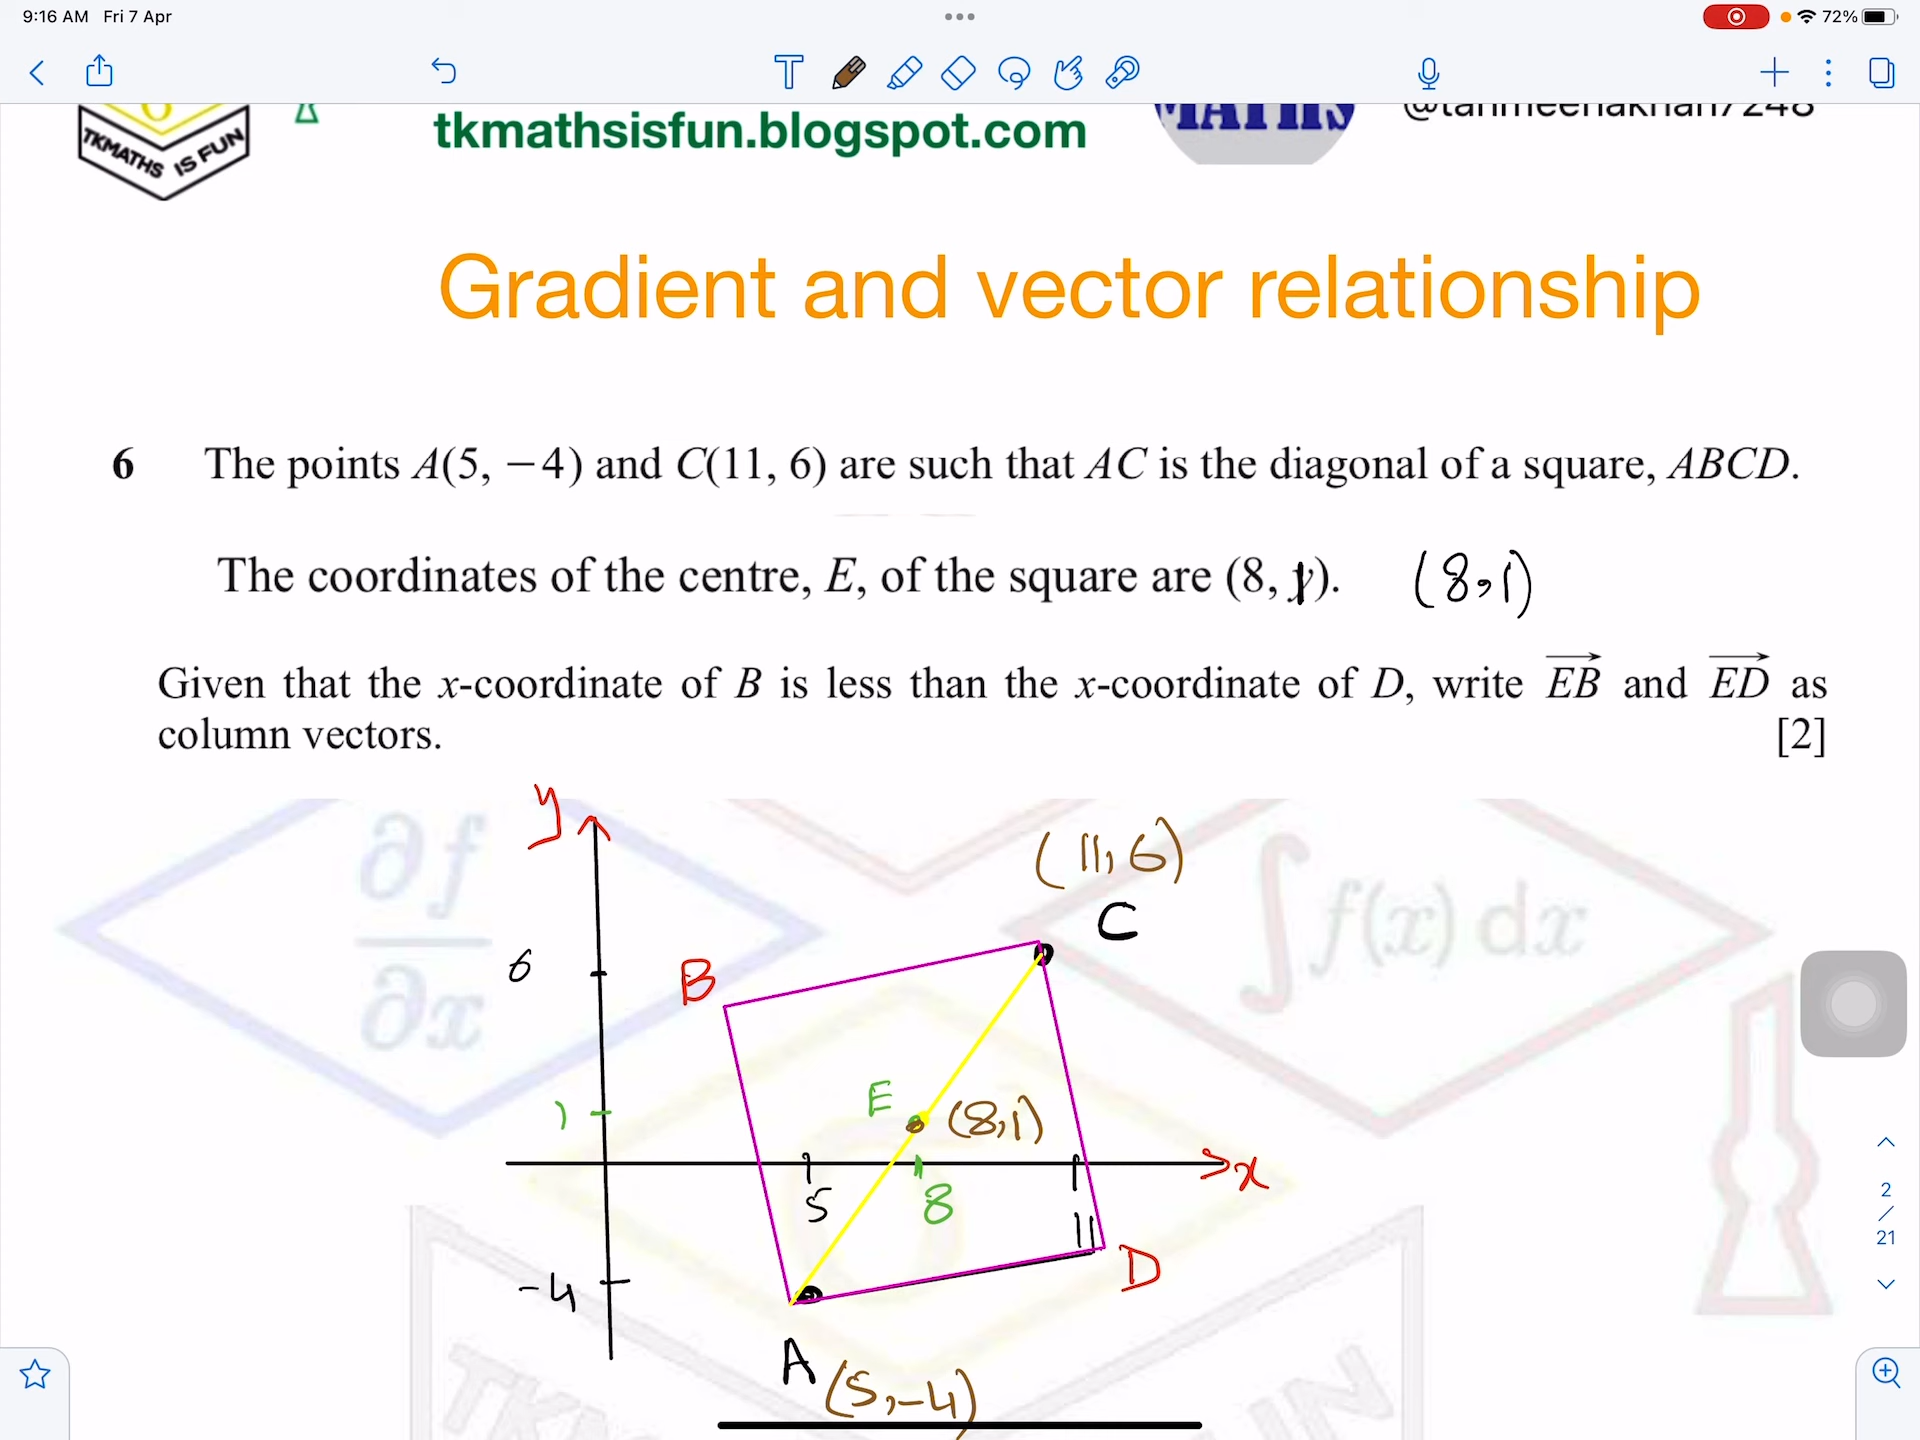 9:16 AM Fri 7 Apr
72%
TKMATHS IS FUN
tkmathsisfun.blogspot.com
MATHS
@tahmeenakhan7248
Gradient and vector relationship
6 The points A(5, −4) and C(11, 6) are such that AC is the diagonal of a square, ABCD.
The coordinates of the centre, E, of the square are (8, y). (8,1)
Given that the x-coordinate of B is less than the x-coordinate of D, write EB and ED as
column vectors. [2]
y
(11,6)
∂f
∂x
∫f(x) dx
C
6
B
E
1
(8,1)
x
5
8
11
D
-4
A
(5,-4)
2
/
21